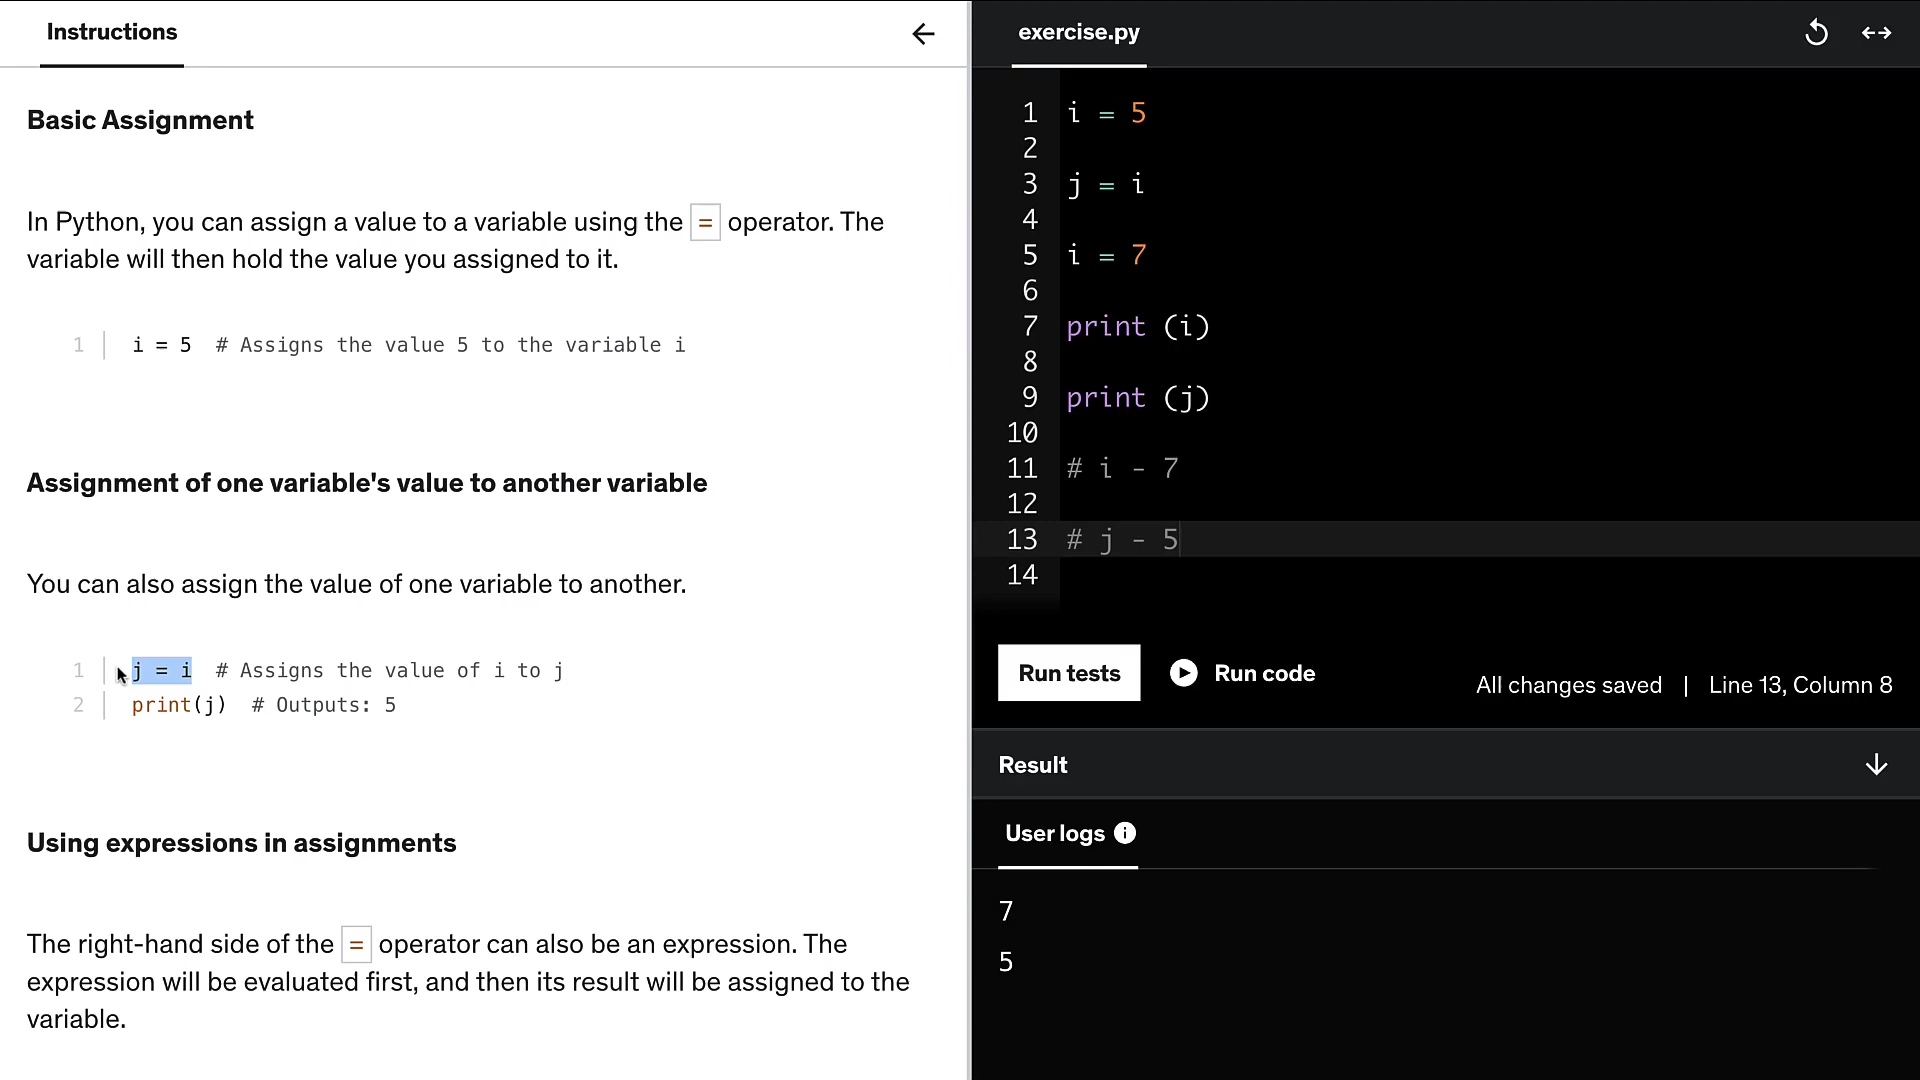 Instructions
Basic Assignment
In Python, you can assign a value to a variable using the = operator. The
variable will then hold the value you assigned to it.
1 i = 5 # Assigns the value 5 to the variable i
Assignment of one variable's value to another variable
You can also assign the value of one variable to another.
1 j = i # Assigns the value of i to j
2 print(j) # Outputs: 5
Using expressions in assignments
The right-hand side of the = operator can also be an expression. The
expression will be evaluated first, and then its result will be assigned to the
variable.
exercise.py
1 i = 5
2
3 j = i
4
5 i = 7
6
7 print (i)
8
9 print (j)
10
11 # i - 7
12
13 # j - 5
14
Run tests Run code All changes saved | Line 13, Column 8
Result
User logs
7
5